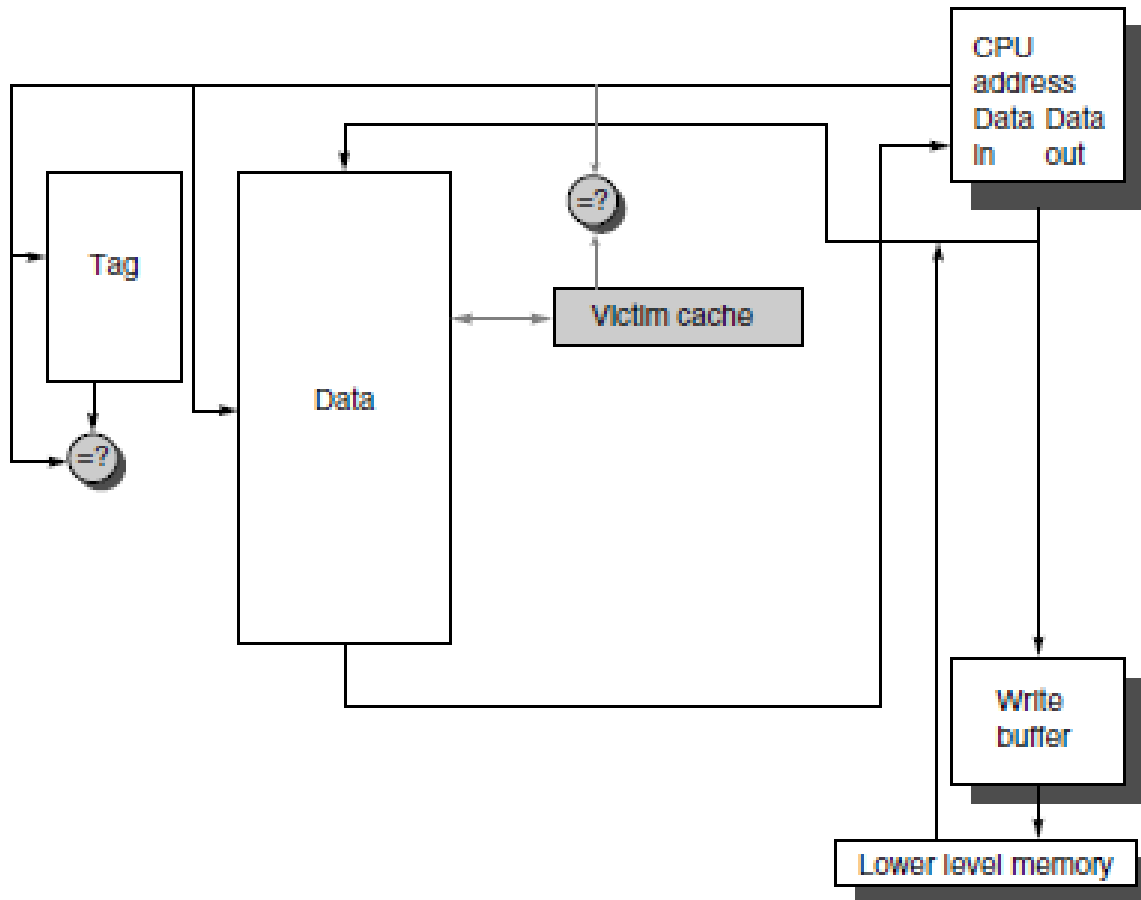 CPU
address
Data Data
in out
=?
Tag
Victim cache
Data
=?
Write
buffer
Lower level memory